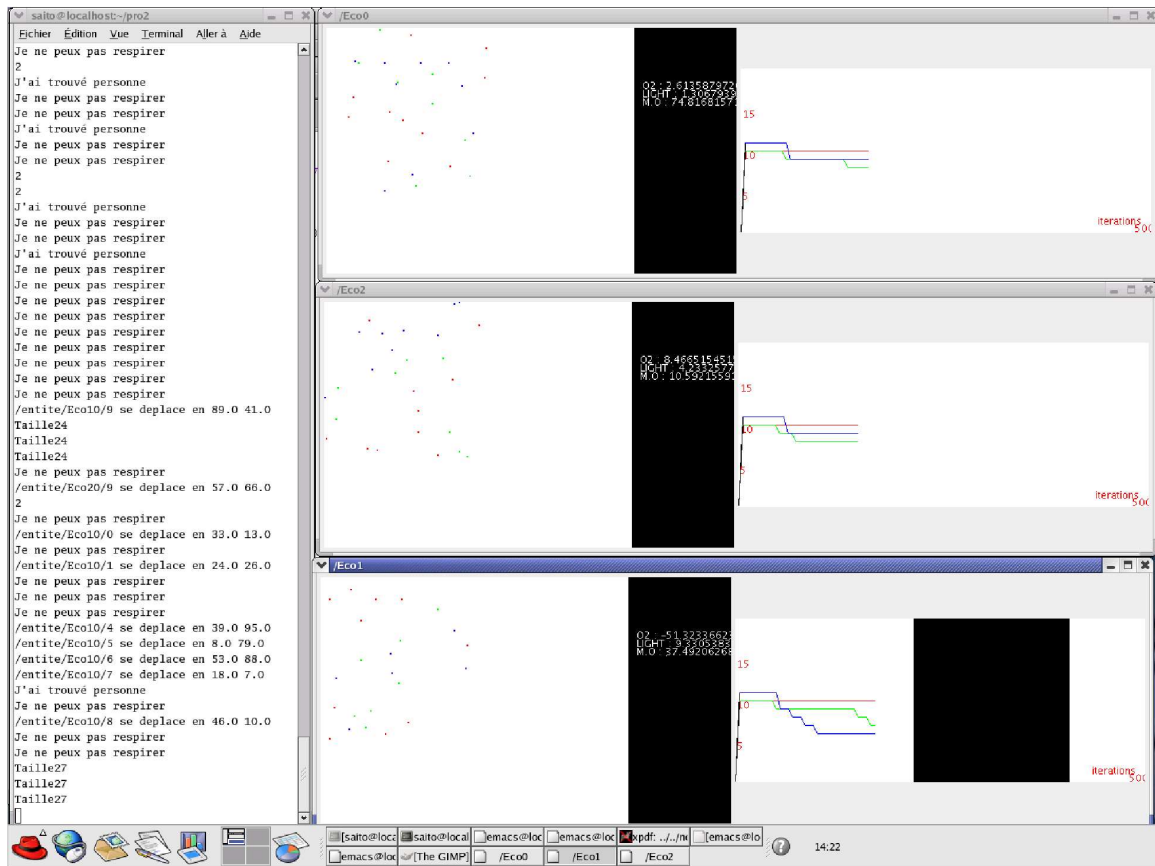 saito@localhost:~/pro2
Fichier Édition Vue Terminal Aller à Aide
Je ne peux pas respirer
2
J'ai trouvé personne
Je ne peux pas respirer
Je ne peux pas respirer
J'ai trouvé personne
Je ne peux pas respirer
Je ne peux pas respirer
2
2
J'ai trouvé personne
Je ne peux pas respirer
Je ne peux pas respirer
J'ai trouvé personne
Je ne peux pas respirer
Je ne peux pas respirer
Je ne peux pas respirer
Je ne peux pas respirer
Je ne peux pas respirer
Je ne peux pas respirer
Je ne peux pas respirer
Je ne peux pas respirer
Je ne peux pas respirer
/entite/Eco10/9 se deplace en 89.0 41.0
Taille24
Taille24
Taille24
Je ne peux pas respirer
/entite/Eco20/9 se deplace en 57.0 66.0
2
Je ne peux pas respirer
/entite/Eco10/0 se deplace en 33.0 13.0
Je ne peux pas respirer
/entite/Eco10/1 se deplace en 24.0 26.0
Je ne peux pas respirer
Je ne peux pas respirer
Je ne peux pas respirer
/entite/Eco10/4 se deplace en 39.0 95.0
/entite/Eco10/5 se deplace en 8.0 79.0
/entite/Eco10/6 se deplace en 53.0 88.0
/entite/Eco10/7 se deplace en 18.0 7.0
J'ai trouvé personne
Je ne peux pas respirer
/entite/Eco10/8 se deplace en 46.0 10.0
Je ne peux pas respirer
Je ne peux pas respirer
Taille27
Taille27
Taille27
/Eco0
O2 : 2.613587972
LIGHT : 1.3067939
M.O : 74.81681571
15
10
5
iterations
500
/Eco2
O2 : 8.466515451
LIGHT : 4.2332577
M.O : 10.59215591
15
10
5
iterations
500
/Eco1
O2 : -51.32336623
LIGHT : 9.3305383
M.O : 37.49206268
15
10
5
iterations
500
[saito@loca saito@local emacs@loc emacs@loc xpdf: ../../n [emacs@lo
emacs@loc [The GIMP] /Eco0 /Eco1 /Eco2
14:22